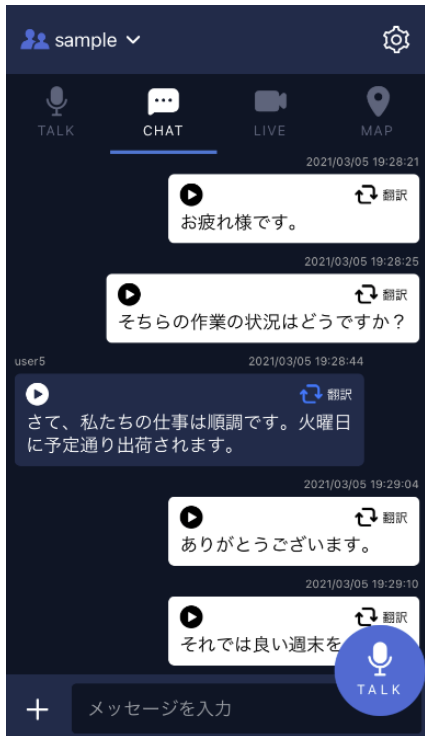 sample
TALK
CHAT
LIVE
MAP
2021/03/05 19:28:21
翻訳
お疲れ様です。
2021/03/05 19:28:25
翻訳
そちらの作業の状況はどうですか？
user5
2021/03/05 19:28:44
翻訳
さて、私たちの仕事は順調です。火曜日
に予定通り出荷されます。
2021/03/05 19:29:04
翻訳
ありがとうございます。
2021/03/05 19:29:10
翻訳
それでは良い週末を
TALK
メッセージを入力